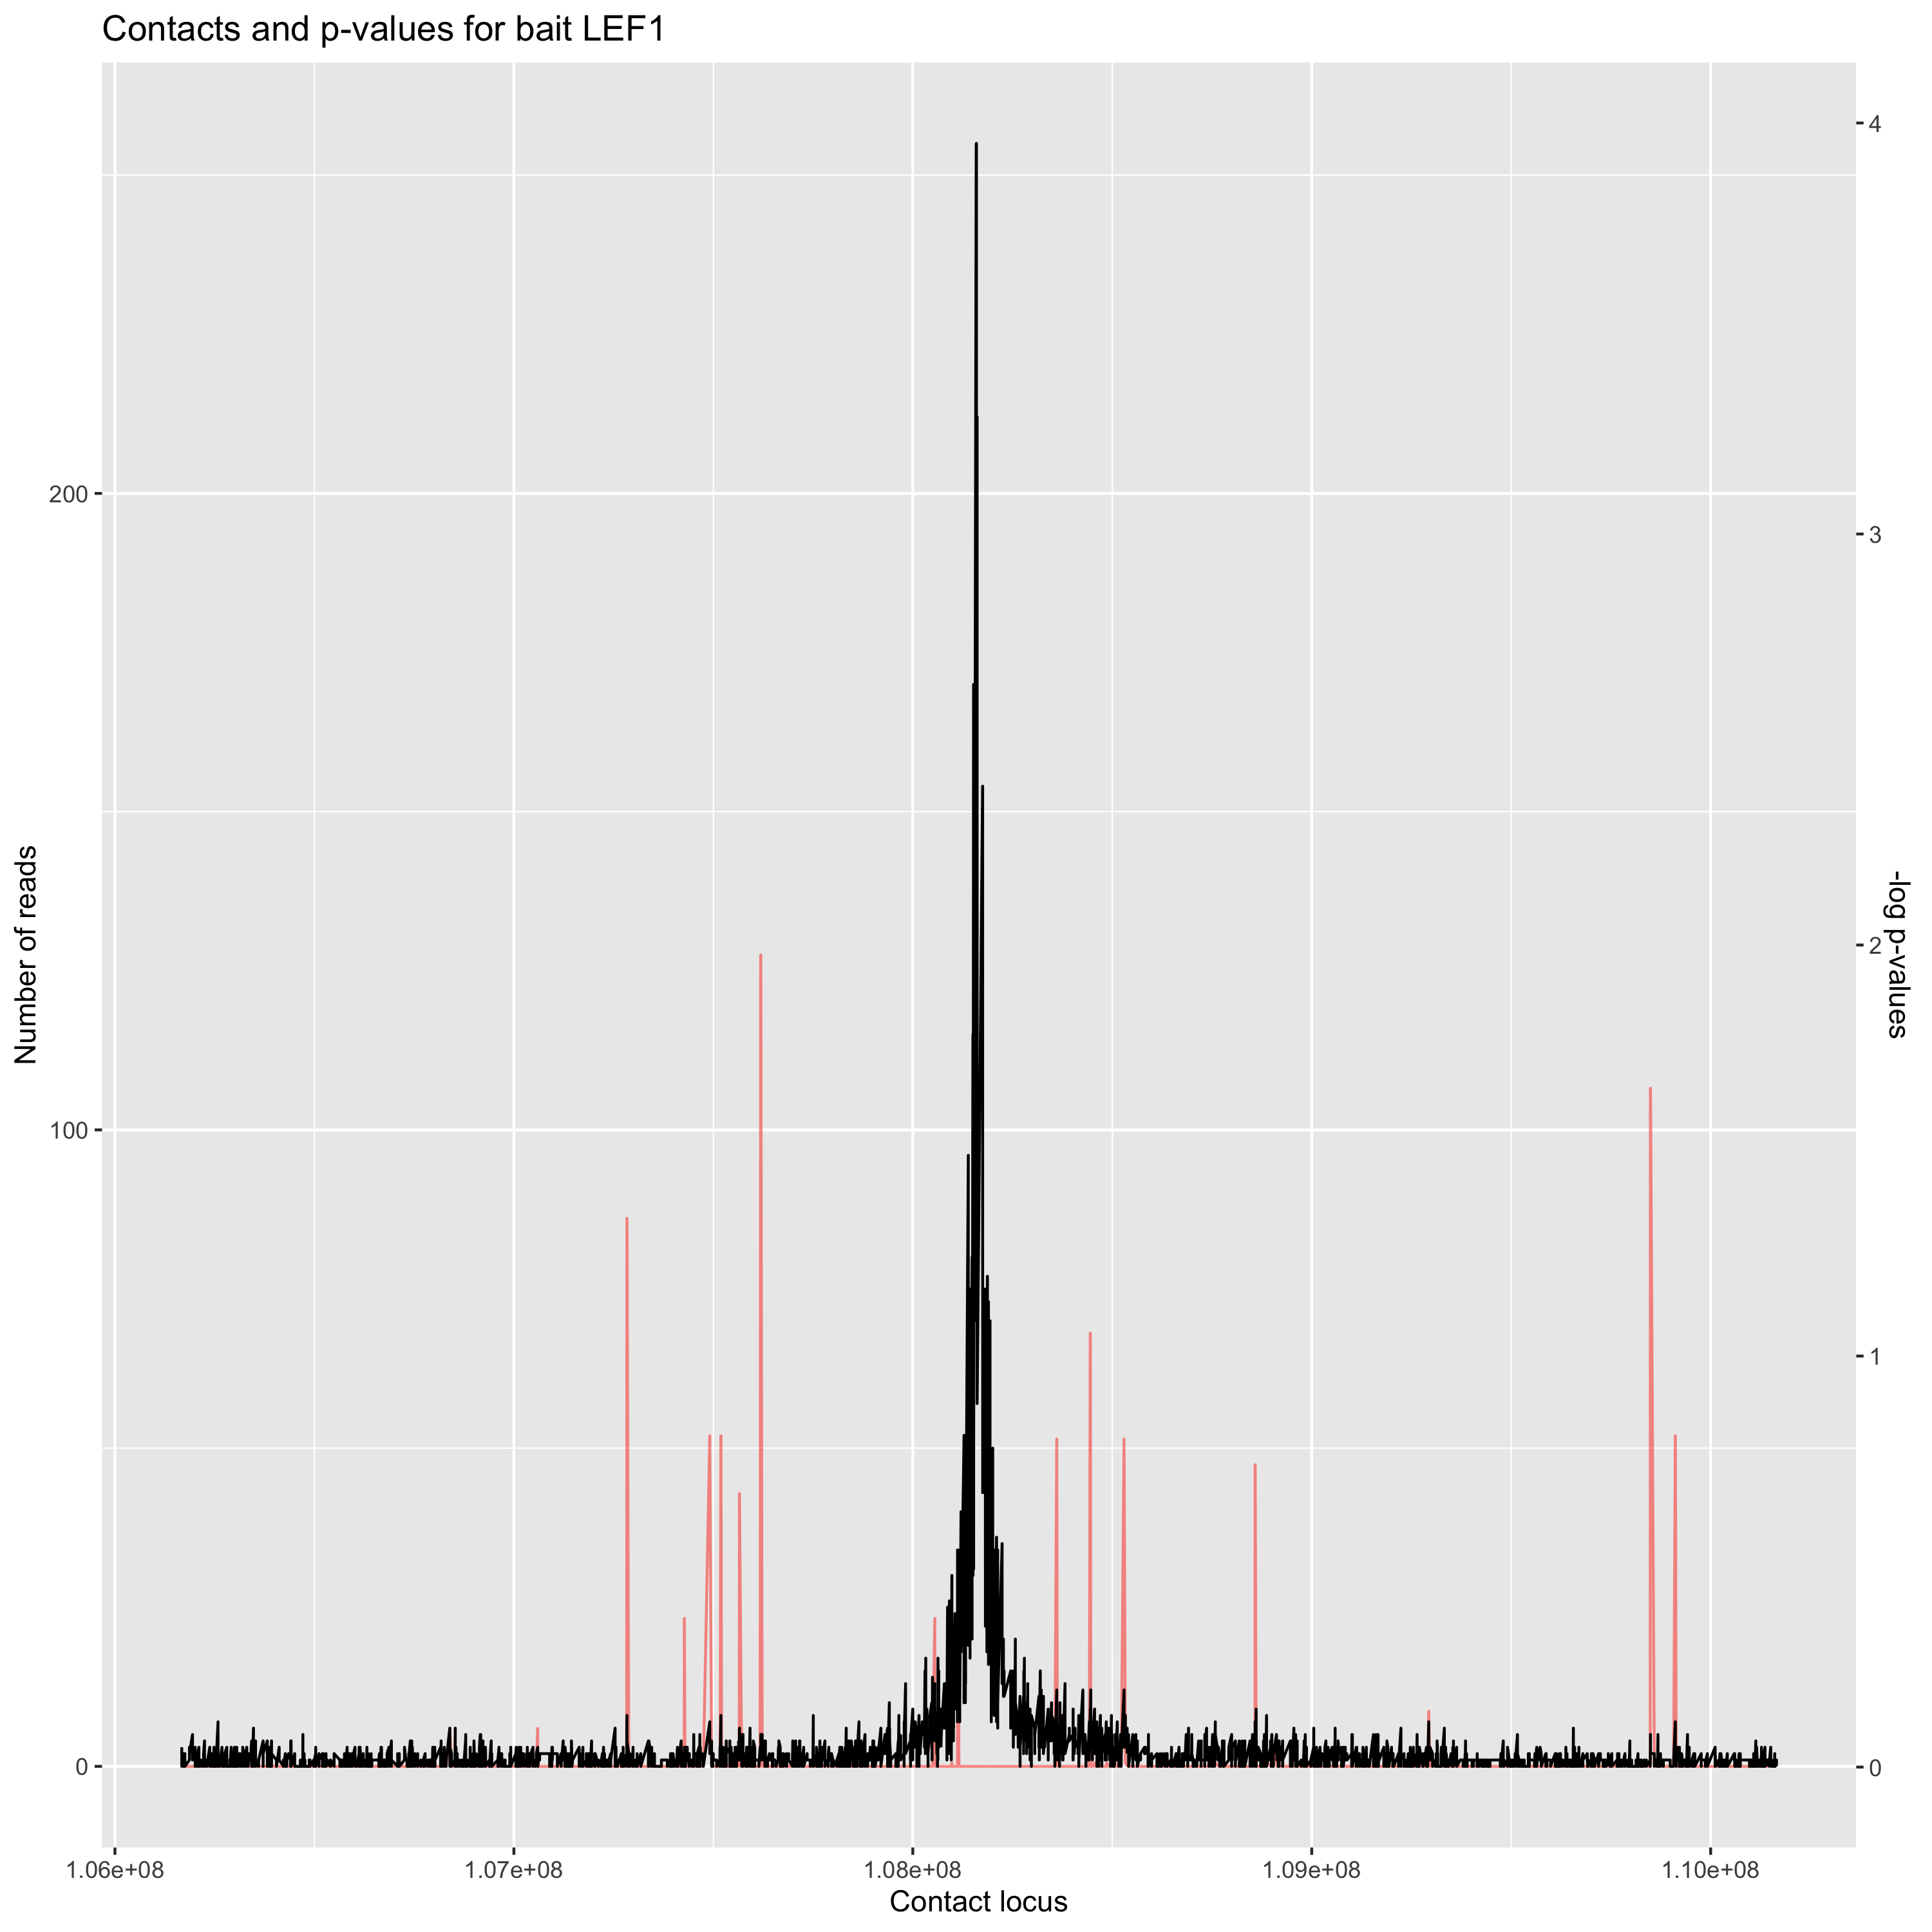 Contacts and p-values for bait LEF1
Number of reads
200
100
0
4
3
2
1
0
-log p-values
1.06e+08
1.07e+08
1.08e+08
1.09e+08
1.10e+08
Contact locus